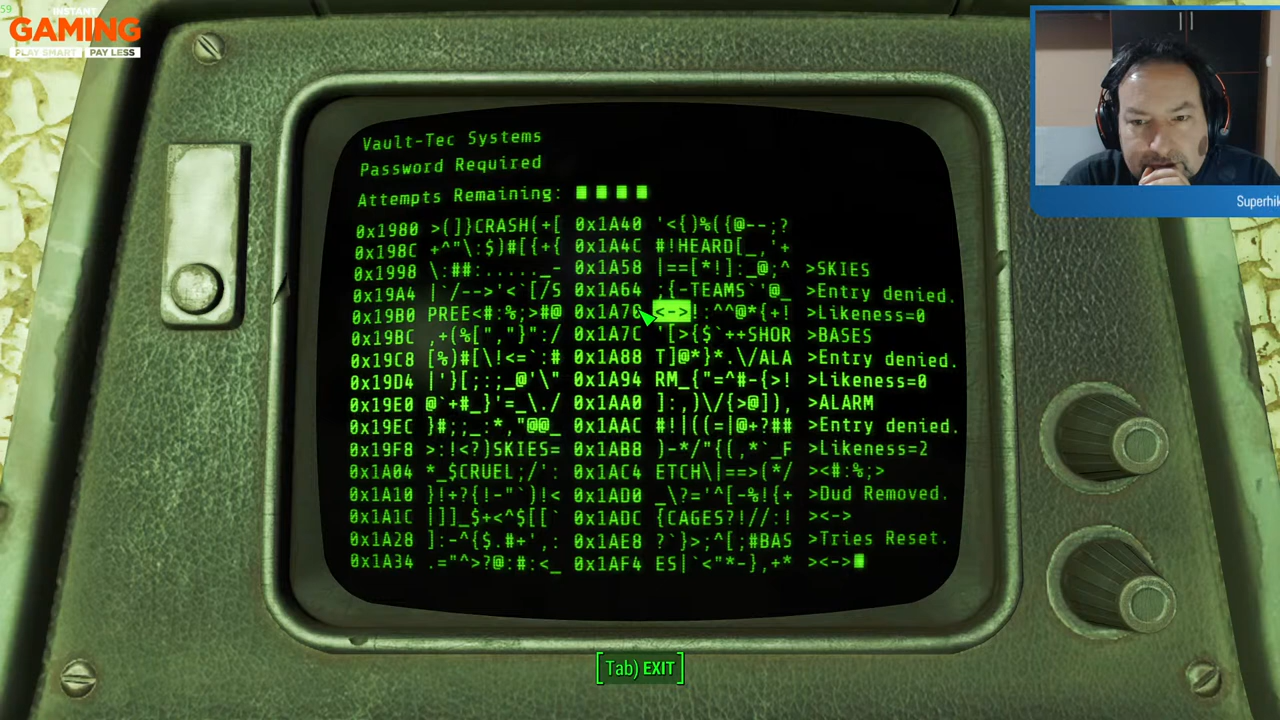 59
INSTANT
GAMING
PLAY SMART PAY LESS
Superhik
Vault-Tec Systems
Password Required
Attempts Remaining: ■ ■ ■ ■
0x1980 >(]}CRASH(+[ 0x1A40 '<{)%({@--;?
0x198C +^"\:$)#[{+{ 0x1A4C #!HEARD[_,'+
0x1998 \:##:....._- 0x1A58 |==[*!]:_@;^ >SKIES
0x19A4 |`/-->'<`[/S 0x1A64 ;{-TEAMS`'@_ >Entry denied.
0x19B0 PREE<#:%;>#@ 0x1A70 <->!:^^@*{+! >Likeness=0
0x19BC ,+(%[","}":/ 0x1A7C '[>{$`++SHOR >BASES
0x19C8 [%)#[\!<=`:# 0x1A88 T]@*}*.\/ALA >Entry denied.
0x19D4 |'}[;:;_@'\" 0x1A94 RM_{"=^#-{>! >Likeness=0
0x19E0 @`+#_}'=_\./ 0x1AA0 ]:,)\/{>@]), >ALARM
0x19EC }#;;_:*,"@@_ 0x1AAC #!|((=|@+?## >Entry denied.
0x19F8 >:!<?)SKIES= 0x1AB8 )-*/"{(,*`_F >Likeness=2
0x1A04 *_$CRUEL;/': 0x1AC4 ETCH\|==>(*/ ><#:%;>
0x1A10 }!+?{!-"`)!< 0x1AD0 _\?='^[-%!{+ >Dud Removed.
0x1A1C |]]_$+<^$[[` 0x1ADC {CAGES?!//:! ><->
0x1A28 ]:-^{$.#+',: 0x1AE8 ?`}>;^[;#BAS >Tries Reset.
0x1A34 .="^>?@:#:<_ 0x1AF4 ES|`<"*-},+* ><->■
[Tab) EXIT]